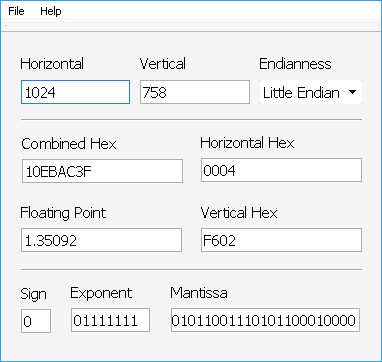 File Help
Horizontal Vertical Endianness
1024 758 Little Endian
Combined Hex Horizontal Hex
10EBAC3F 0004
Floating Point Vertical Hex
1.35092 F602
Sign Exponent Mantissa
0 01111111 01011001110101100010000